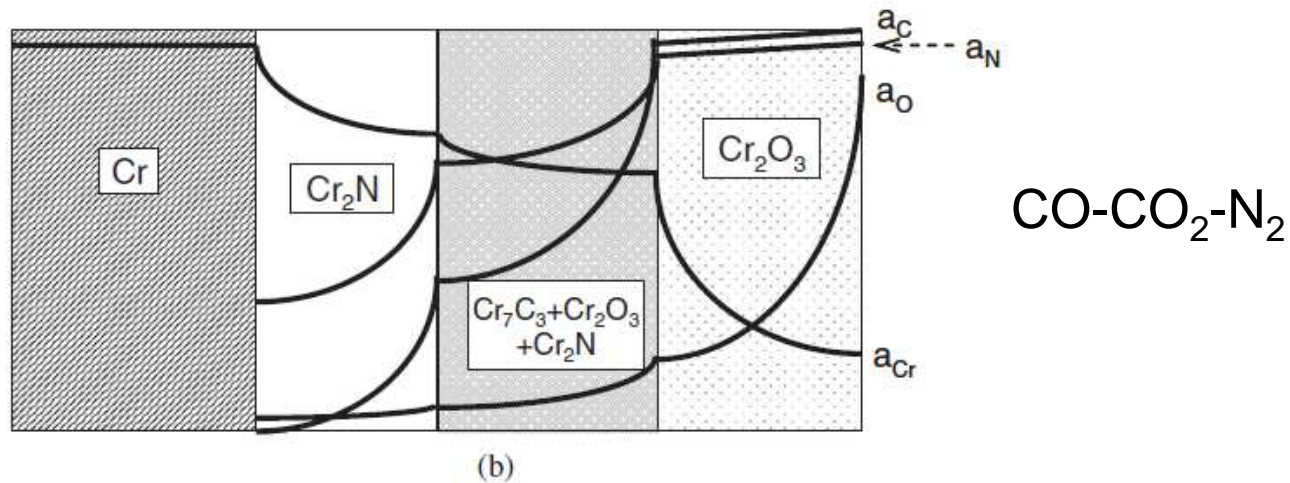 a_C
a_N
a_O
Cr
Cr₂N
Cr₂O₃
CO-CO₂-N₂
Cr₇C₃+Cr₂O₃
+Cr₂N
a_Cr
(b)